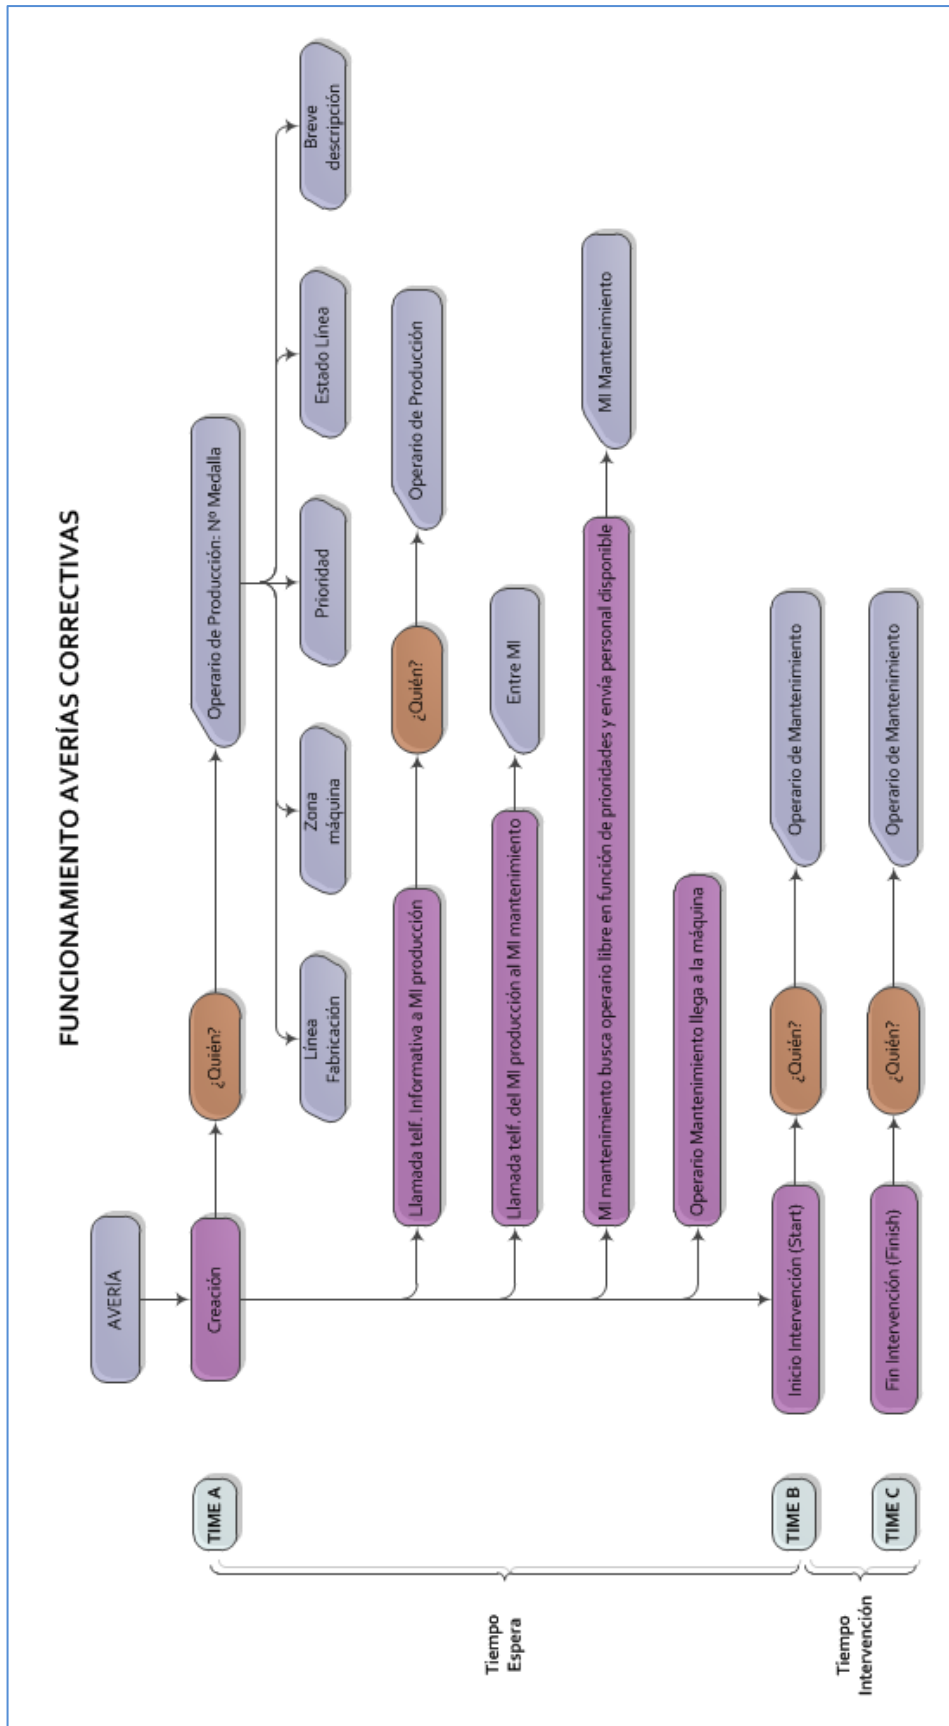 FUNCIONAMIENTO AVERÍAS CORRECTIVAS
AVERÍA
TIME A
Creación
¿Quién?
Operario de Producción: Nº Medalla
Línea
Fabricación
Zona
máquina
Prioridad
Estado Línea
Breve
descripción
Llamada telf. Informativa a MI producción
¿Quién?
Operario de Producción
Tiempo
Espera
Llamada telf. del MI producción al MI mantenimiento
Entre MI
MI mantenimiento busca operario libre en función de prioridades y envía personal disponible
MI Mantenimiento
Operario Mantenimiento llega a la máquina
TIME B
Inicio Intervención (Start)
¿Quién?
Operario de Mantenimiento
Tiempo
Intervención
TIME C
Fin Intervención (Finish)
¿Quién?
Operario de Mantenimiento